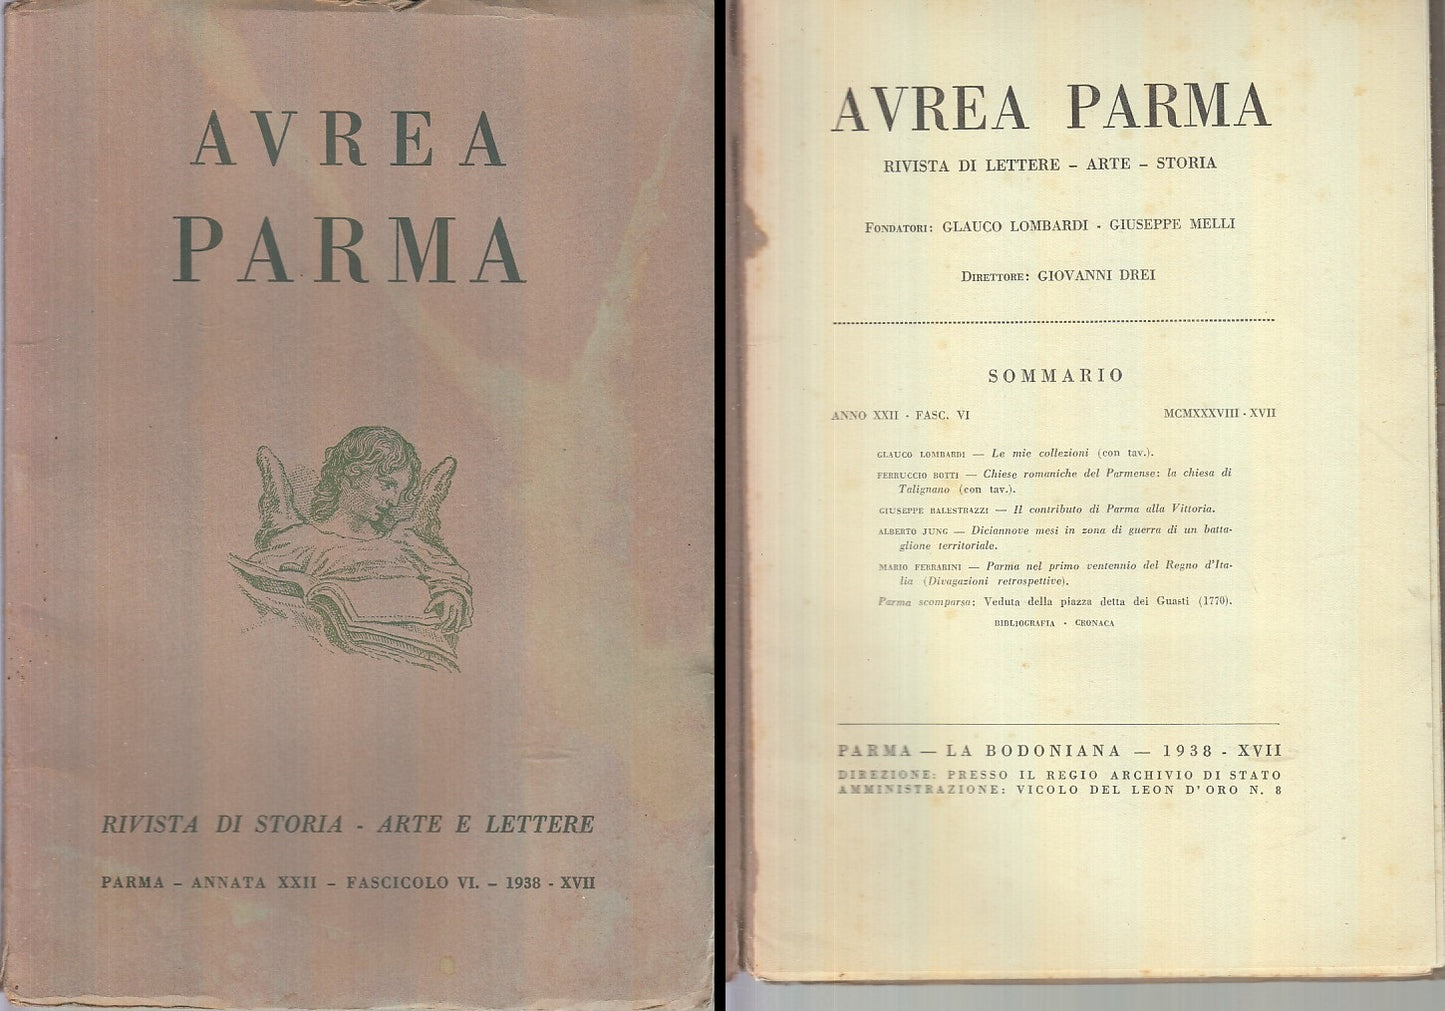 AVREA
PARMA
RIVISTA DI STORIA - ARTE E LETTERE
PARMA - ANNATA XXII - FASCICOLO VI. - 1938 - XVII
AVREA PARMA
RIVISTA DI LETTERE - ARTE - STORIA
FONDATORI: GLAUCO LOMBARDI - GIUSEPPE MELLI
DIRETTORE: GIOVANNI DREI
SOMMARIO
ANNO XXII - FASC. VI MCMXXXVIII - XVII
GLAUCO LOMBARDI — Le mie collezioni (con tav.).
FERRUCCIO BOTTI — Chiese romaniche del Parmense: la chiesa di
Talignano (con tav.).
GIUSEPPE BALESTRAZZI — Il contributo di Parma alla Vittoria.
ALBERTO JUNG — Diciannove mesi in zona di guerra di un batta-
glione territoriale.
MARIO FERRARINI — Parma nel primo ventennio del Regno d'Ita-
lia (Divagazioni retrospettive).
Parma scomparsa: Veduta della piazza detta dei Guasti (1770).
BIBLIOGRAFIA - CRONACA
PARMA — LA BODONIANA — 1938 - XVII
DIREZIONE: PRESSO IL REGIO ARCHIVIO DI STATO
AMMINISTRAZIONE: VICOLO DEL LEON D'ORO N. 8